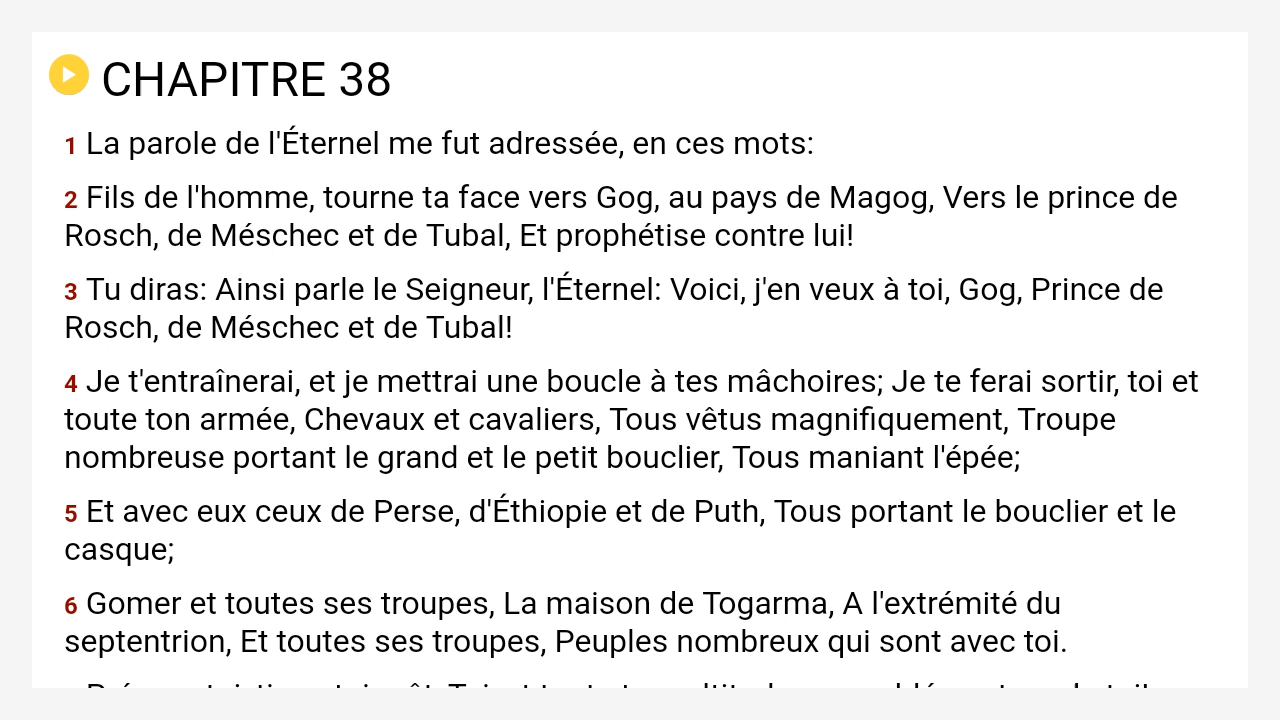 CHAPITRE 38
1 La parole de l'Éternel me fut adressée, en ces mots:
2 Fils de l'homme, tourne ta face vers Gog, au pays de Magog, Vers le prince de
Rosch, de Méschec et de Tubal, Et prophétise contre lui!
3 Tu diras: Ainsi parle le Seigneur, l'Éternel: Voici, j'en veux à toi, Gog, Prince de
Rosch, de Méschec et de Tubal!
4 Je t'entraînerai, et je mettrai une boucle à tes mâchoires; Je te ferai sortir, toi et
toute ton armée, Chevaux et cavaliers, Tous vêtus magnifiquement, Troupe
nombreuse portant le grand et le petit bouclier, Tous maniant l'épée;
5 Et avec eux ceux de Perse, d'Éthiopie et de Puth, Tous portant le bouclier et le
casque;
6 Gomer et toutes ses troupes, La maison de Togarma, A l'extrémité du
septentrion, Et toutes ses troupes, Peuples nombreux qui sont avec toi.